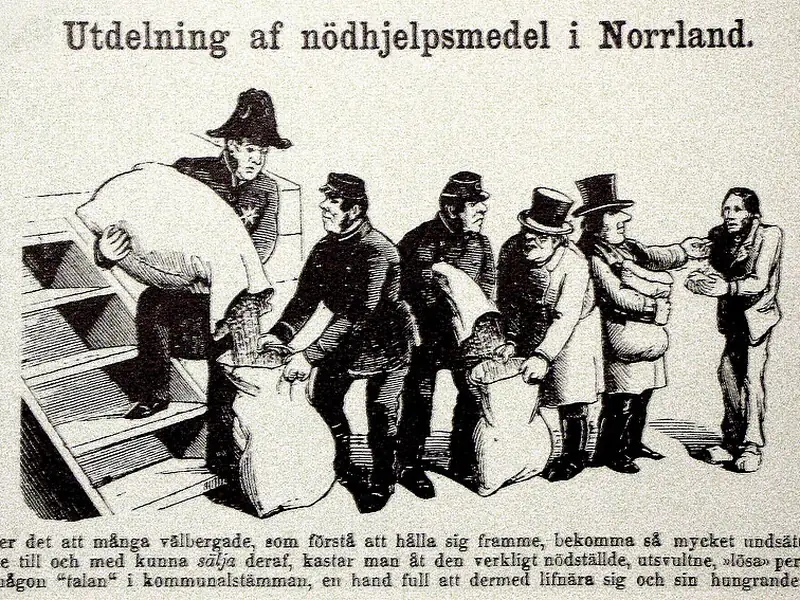 Utdelning af nödhjelpsmedel i Norrland.
er det att många välbergade, som förstå att hålla sig framme, bekomma så mycket undsätt
e till och med kunna sälja deraf, kastar man åt den verkligt nödställde, utsvultne, »lösa» per
någon “talan“ i kommunalstämman, en hand full att dermed lifnära sig och sin hungrande